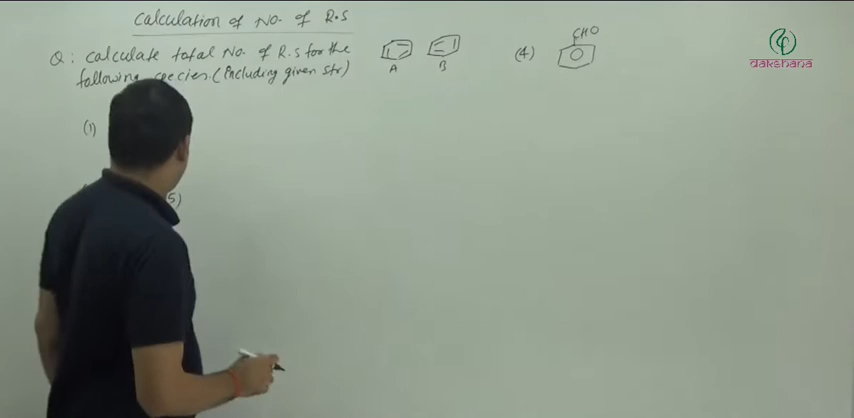 Calculation of No. of R.S
Q: calculate total No. of R.S for the
following species (including given str)
A
B
(4)
CHO
dakshana
(1)
5)